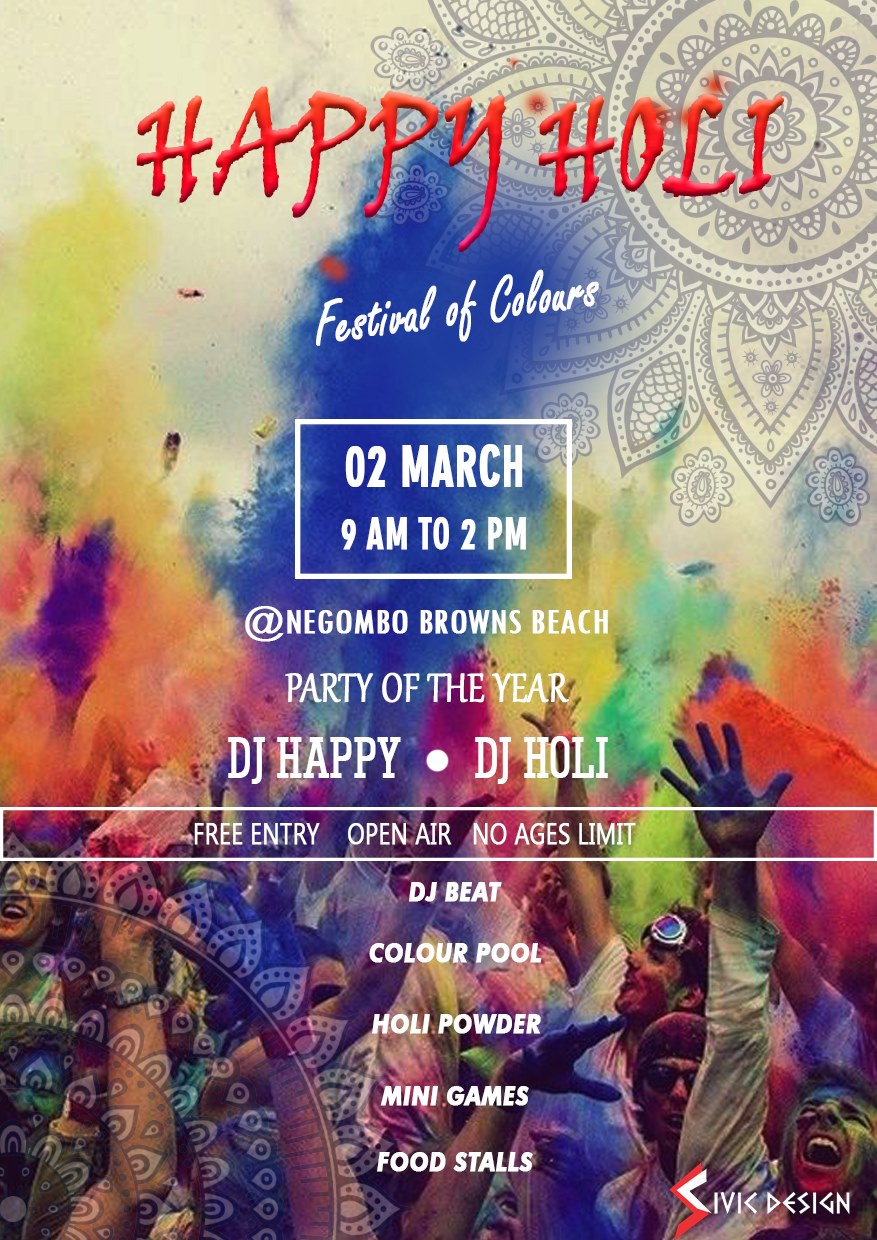 HAPPY HOLI
Festival of Colours
02 MARCH
9 AM TO 2 PM
@NEGOMBO BROWNS BEACH
PARTY OF THE YEAR
DJ HAPPY • DJ HOLI
FREE ENTRY OPEN AIR NO AGES LIMIT
DJ BEAT
COLOUR POOL
HOLI POWDER
MINI GAMES
FOOD STALLS
SIVIC DESIGN